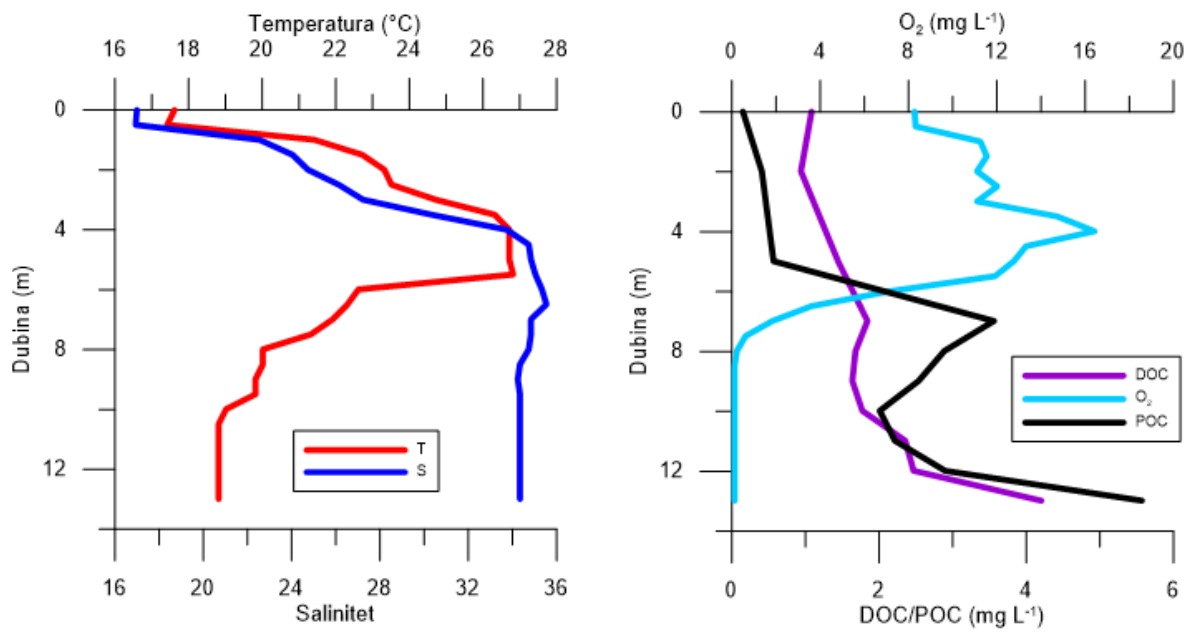 Temperatura (°C)
16 18 20 22 24 26 28
0
4
8
12
Dubina (m)
T
S
16 20 24 28 32 36
Salinitet
O₂ (mg L⁻¹)
0 4 8 12 16 20
0
4
8
12
Dubina (m)
DOC
O₂
POC
0 2 4 6
DOC/POC (mg L⁻¹)